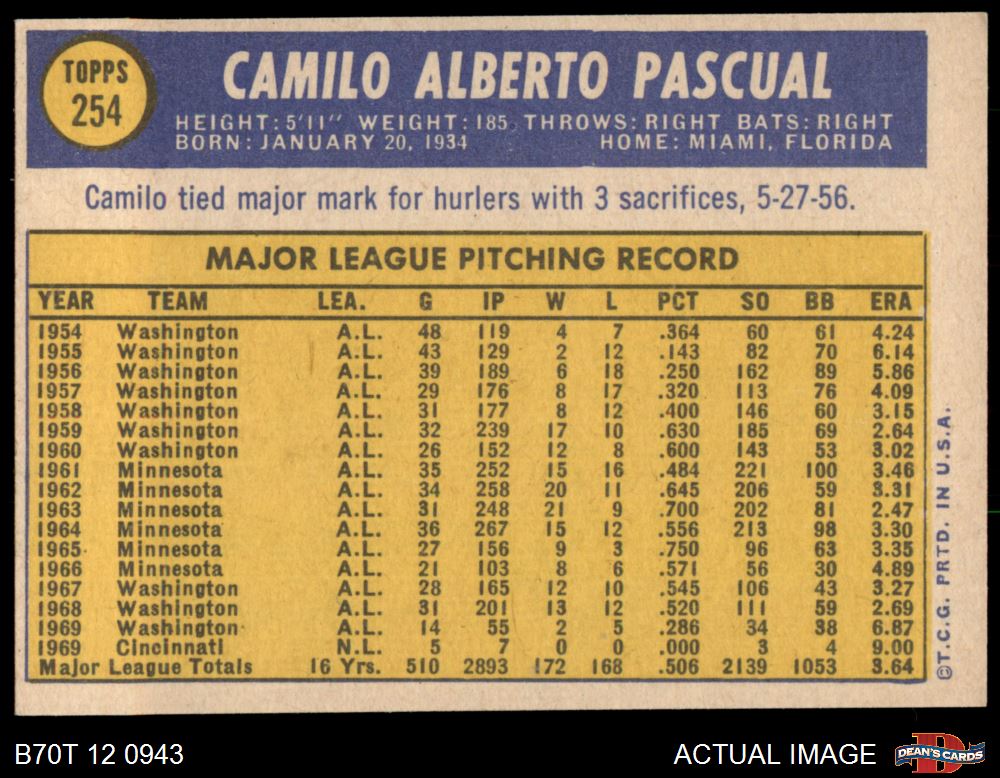 TOPPS
254
CAMILO ALBERTO PASCUAL
HEIGHT: 5'11" WEIGHT: 185 THROWS: RIGHT BATS: RIGHT
BORN: JANUARY 20, 1934 HOME: MIAMI, FLORIDA
Camilo tied major mark for hurlers with 3 sacrifices, 5-27-56.
MAJOR LEAGUE PITCHING RECORD
YEAR TEAM LEA. G IP W L PCT SO BB ERA
1954 Washington A.L. 48 119 4 7 .364 60 61 4.24
1955 Washington A.L. 43 129 2 12 .143 82 70 6.14
1956 Washington A.L. 39 189 6 18 .250 162 89 5.86
1957 Washington A.L. 29 176 8 17 .320 113 76 4.09
1958 Washington A.L. 31 177 8 12 .400 146 60 3.15
1959 Washington A.L. 32 239 17 10 .630 185 69 2.64
1960 Washington A.L. 26 152 12 8 .600 143 53 3.02
1961 Minnesota A.L. 35 252 15 16 .484 221 100 3.46
1962 Minnesota A.L. 34 258 20 11 .645 206 59 3.31
1963 Minnesota A.L. 31 248 21 9 .700 202 81 2.47
1964 Minnesota A.L. 36 267 15 12 .556 213 98 3.30
1965 Minnesota A.L. 27 156 9 3 .750 96 63 3.35
1966 Minnesota A.L. 21 103 8 6 .571 56 30 4.89
1967 Washington A.L. 28 165 12 10 .545 106 43 3.27
1968 Washington A.L. 31 201 13 12 .520 111 59 2.69
1969 Washington A.L. 14 55 2 5 .286 34 38 6.87
1969 Cincinnati N.L. 5 7 0 0 .000 3 4 9.00
Major League Totals 16 Yrs. 510 2893 172 168 .506 2139 1053 3.64
©T.C.G. PRTD. IN U.S.A.
B70T 12 0943
ACTUAL IMAGE
D
DEAN'S CARDS